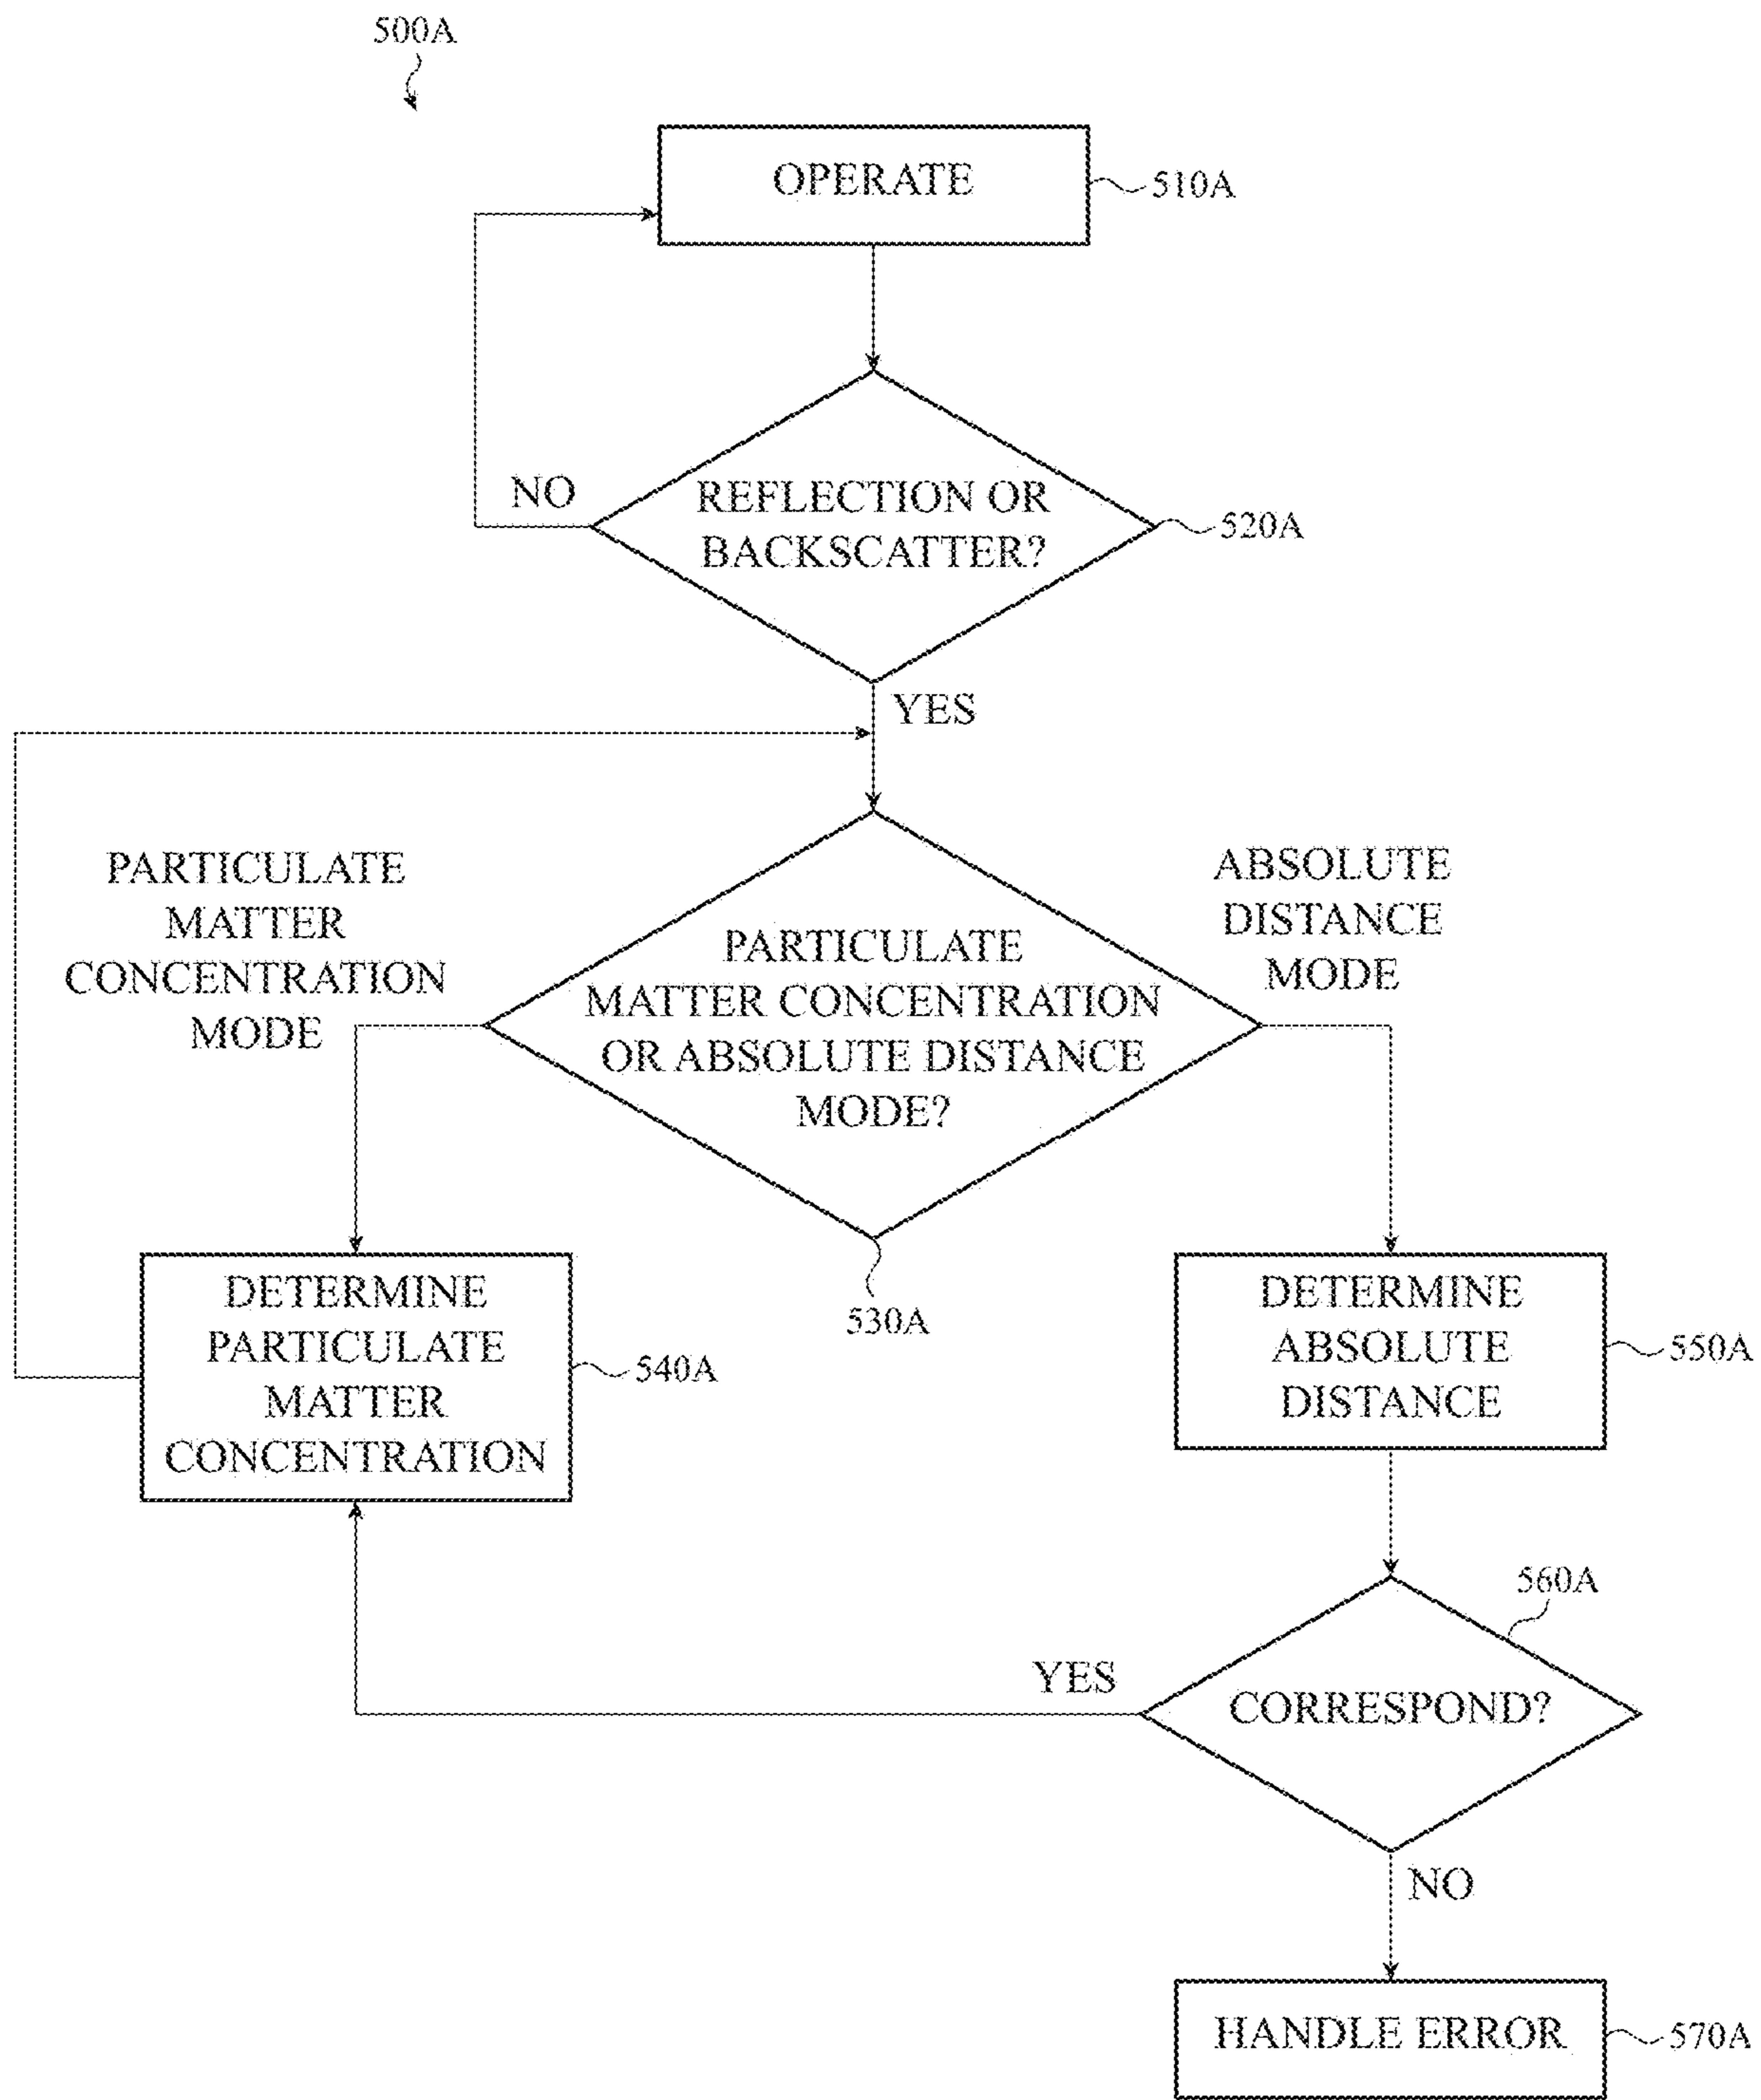 500A
OPERATE
510A
NO
REFLECTION OR
BACKSCATTER?
520A
YES
PARTICULATE
MATTER
CONCENTRATION
MODE
ABSOLUTE
DISTANCE
MODE
PARTICULATE
MATTER CONCENTRATION
OR ABSOLUTE DISTANCE
MODE?
530A
DETERMINE
PARTICULATE
MATTER
CONCENTRATION
540A
DETERMINE
ABSOLUTE
DISTANCE
550A
560A
YES
CORRESPOND?
NO
HANDLE ERROR
570A